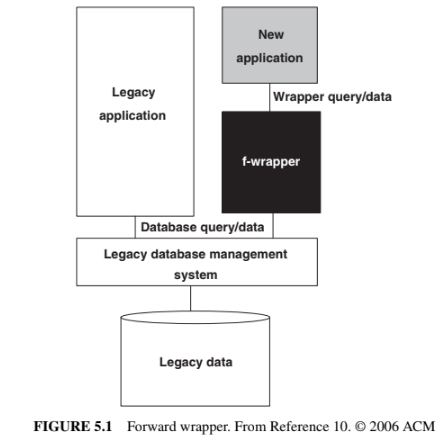 New
application
Legacy
application
Wrapper query/data
f-wrapper
Database query/data
Legacy database management
system
Legacy data
FIGURE 5.1 Forward wrapper. From Reference 10. © 2006 ACM